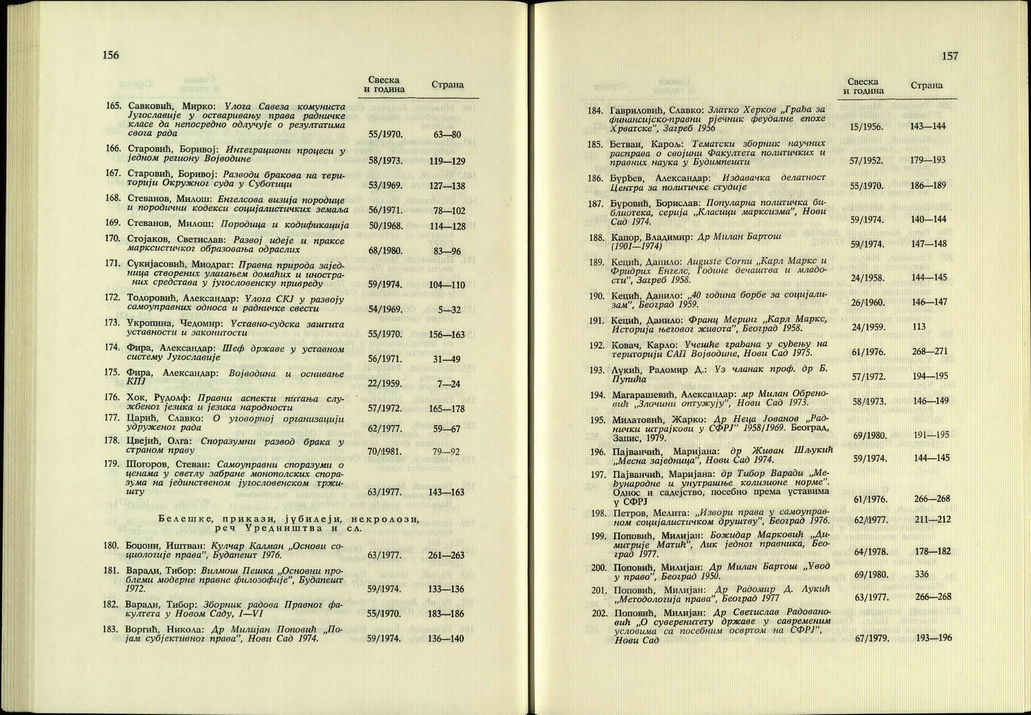 156
Свеска
и година
Страна
165. Савковић, Мирко: Улога Савеза комуниста
Југославије у остваривању права радничке
класе да непосредно одлучује о резултатима
свога рада 55/1970. 63—80
166. Старовић, Боривој: Интеграциони процеси у
једном региону Војводине 58/1973. 119—129
167. Старовић, Боривој: Разводи бракова на тери-
торији Окружног суда у Суботици 53/1969. 127—138
168. Стеванов, Милош: Енгелсова визија породице
и породични кодекси социјалистичких земаља 56/1971. 78—102
169. Стеванов, Милош: Породица и кодификација 50/1968. 114—128
170. Стојаков, Светислав: Развој идеје и праксе
марксистичког образовања одраслих 68/1980. 83—96
171. Сукијасовић, Миодраг: Правна природа зајед-
ница створених улагањем домаћих и иностра-
них средстава у југословенску привреду 59/1974. 104—110
172. Тодоровић, Александар: Улога СКЈ у развоју
самоуправних односа и радничке свести 54/1969. 5—32
173. Укропина, Чедомир: Уставно-судска заштита
уставности и законитости 55/1970. 156—163
174. Фира, Александар: Шеф државе у уставном
систему Југославије 56/1971. 31—49
175. Фира, Александар: Војводина и оснивање
КПЈ 22/1959. 7—24
176. Хок, Рудолф: Правни аспекти питања слу-
жбеног језика и језика народности 57/1972. 165—178
177. Царић, Славко: О уговорној организацији
удруженог рада 62/1977. 59—67
178. Цвејић, Олга: Споразумни развод брака у
страном праву 70/1981. 79—92
179. Шогоров, Стеван: Самоуправни споразуми о
ценама у светлу забране монополских спора-
зума на јединственом југословенском тржи-
шту 63/1977. 143—163
Белешке, прикази, јубилеји, некролози,
реч Уредништва и сл.
180. Боџони, Иштван: Кулчар Калман „Основи со-
циологије права”, Будапешт 1976. 63/1977. 261—263
181. Варади, Тибор: Вилмош Пешка „Основни про-
блеми модерне правне филозофије”, Будапешт
1972. 59/1974. 133—136
182. Варади, Тибор: Зборник радова Правног фа-
култета у Новом Саду, I—VI 55/1970. 183—186
183. Воргић, Никола: Др Милијан Поповић „По-
јам субјективног права”, Нови Сад 1974. 59/1974. 136—140
157
Свеска
и година
Страна
184. Гавриловић, Славко: Златко Херков „Грађа за
финансијско-правни рјечник феудалне епохе
Хрватске”, Загреб 1956 15/1956. 143—144
185. Ђетваи, Карољ: Тематски зборник научних
расправа о својини Факултета политичких и
правних наука у Будимпешти 57/1952. 179—193
186. Ђурђев, Александар: Издавачка делатност
Центра за политичке студије 55/1970. 186—189
187. Ђуровић, Борислав: Популарна политичка би-
блиотека, серија „Класици марксизма”, Нови
Сад 1974. 59/1974. 140—144
188. Капор, Владимир: Др Милан Бартош
(1901—1974) 59/1974. 147—148
189. Кецић, Данило: Auguste Cornu „Карл Маркс и
Фридрих Енгелс, Године дечаштва и младо-
сти”, Загреб 1958. 24/1958. 144—145
190. Кецић, Данило: „40 година борбе за социјали-
зам”, Београд 1959. 26/1960. 146—147
191. Кецић, Данило: Франц Меринг „Карл Маркс,
Историја његовог живота”, Београд 1958. 24/1959. 113
192. Ковач, Карло: Учешће грађана у суђењу на
територији САП Војводине, Нови Сад 1975. 61/1976. 268—271
193. Лукић, Радомир Д.: Уз чланак проф. др Б.
Пупића 57/1972. 194—195
194. Магарашевић, Александар: мр Милан Обрено-
вић „Злочини оптужују”, Нови Сад 1973. 58/1973. 146—149
195. Милатовић, Жарко: Др Неца Јованов „Рад-
нички штрајкови у СФРЈ” 1958/1969. Београд,
Запис, 1979. 69/1980. 191—195
196. Пајванчић, Маријана: др Живан Шљукић
„Месна заједница”, Нови Сад 1974. 59/1974. 144—145
197. Пајванчић, Маријана: др Тибор Варади „Ме-
ђународне и унутрашње колизионе норме”.
Однос и садејство, посебно према уставима
у СФРЈ 61/1976. 266—268
198. Петров, Мелита: „Извори права у самоуправ-
ном социјалистичком друштву”, Београд 1976. 62/1977. 211—212
199. Поповић, Милијан: Божидар Марковић „Ди-
митрије Матић”, Лик једног правника, Бео-
град 1977. 64/1978. 178—182
200. Поповић, Милијан: Др Милан Бартош „Увод
у право”, Београд 1950. 69/1980. 336
201. Поповић, Милијан: Др Радомир Д. Лукић
„Методологија права”, Београд 1977 63/1977. 266—268
202. Поповић, Милијан: Др Светислав Радовано-
вић „О суверенитету државе у савременим
условима са посебним освртом на СФРЈ”,
Нови Сад 67/1979. 193—196